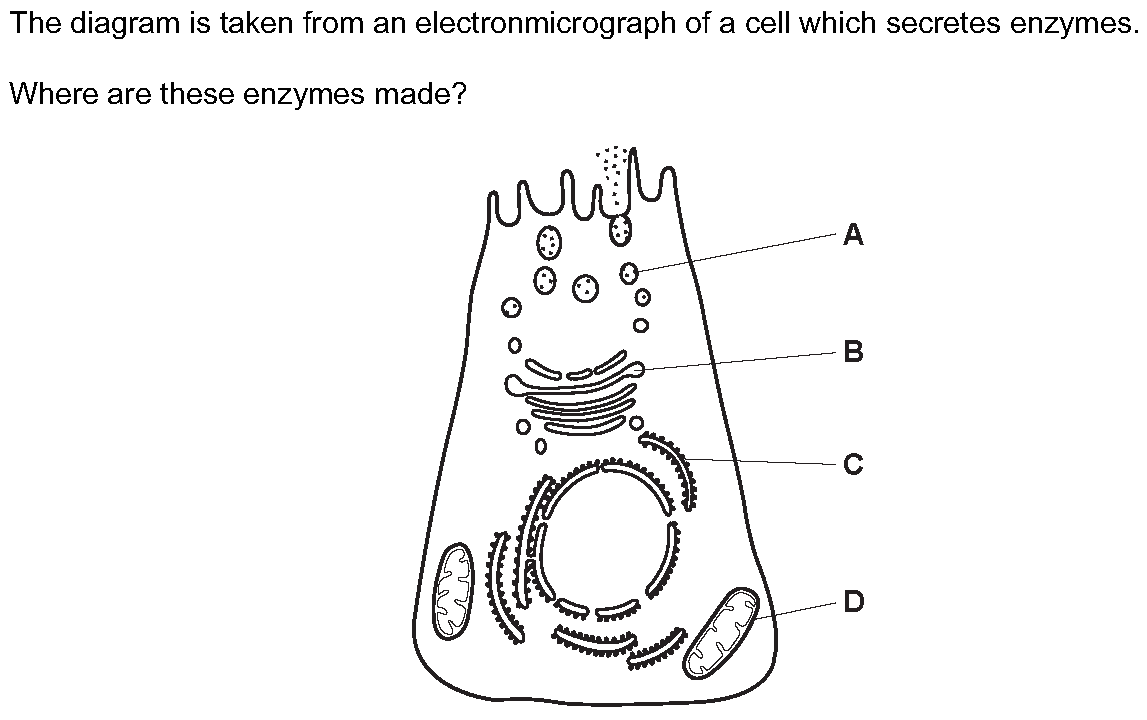 The diagram is taken from an electronmicrograph of a cell which secretes enzymes.
Where are these enzymes made?
A
B
C
D